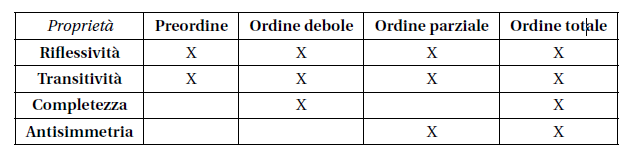 Proprietà Preordine Ordine debole Ordine parziale Ordine totale
Riflessività X X X X
Transitività X X X X
Completezza X X
Antisimmetria X X